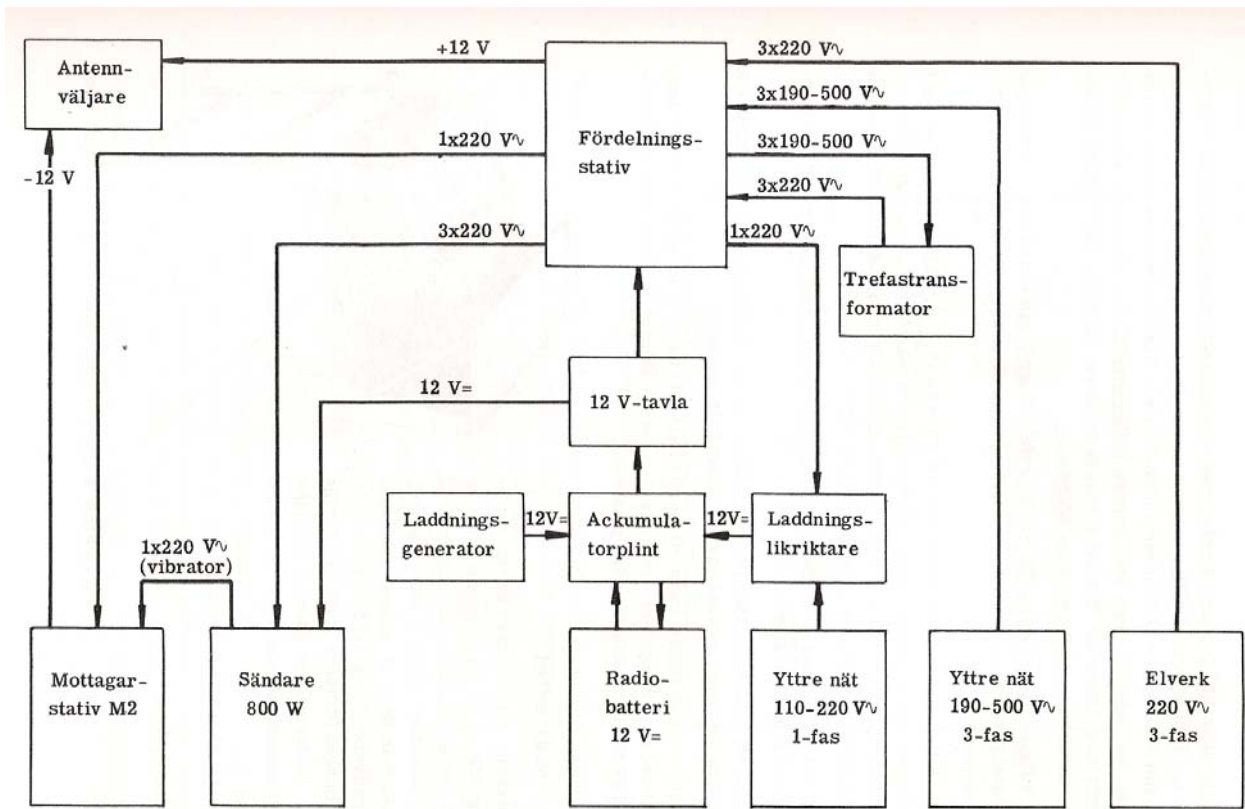 Antenn-
väljare
+12 V
3x220 V∿
3x190-500 V∿
1x220 V∿
Fördelnings-
stativ
3x190-500 V∿
-12 V
3x220 V∿
3x220 V∿
1x220 V∿
Trefastrans-
formator
12 V=
12 V-tavla
Laddnings-
generator
12V=
Ackumula-
torplint
12V=
Laddnings-
likriktare
1x220 V∿
(vibrator)
Mottagar-
stativ M2
Sändare
800 W
Radio-
batteri
12 V=
Yttre nät
110-220 V∿
1-fas
Yttre nät
190-500 V∿
3-fas
Elverk
220 V∿
3-fas